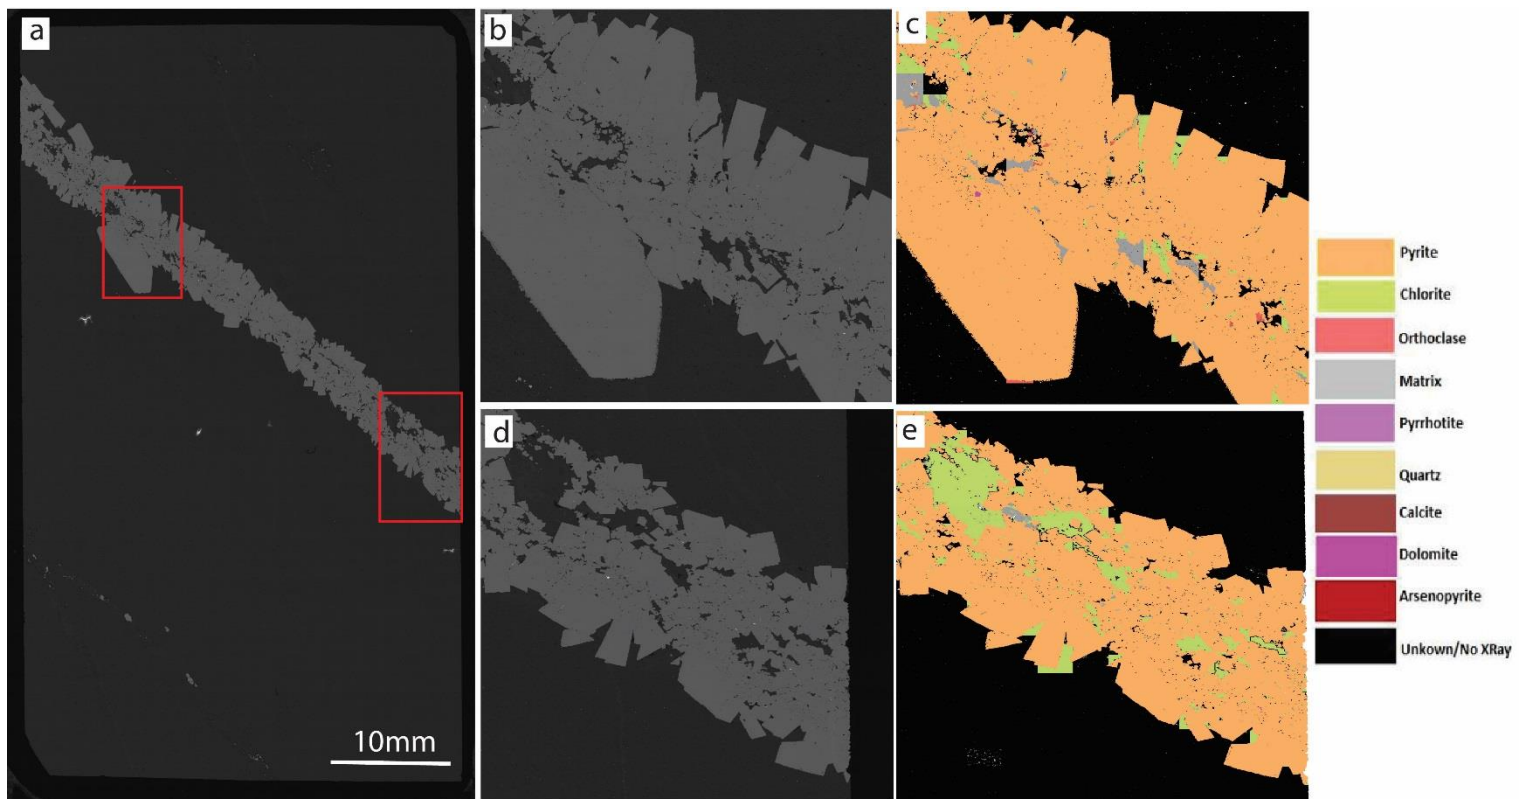 a
b
c
10mm
d
e
Pyrite
Chlorite
Orthoclase
Matrix
Pyrrhotite
Quartz
Calcite
Dolomite
Arsenopyrite
Unkown/No XRay